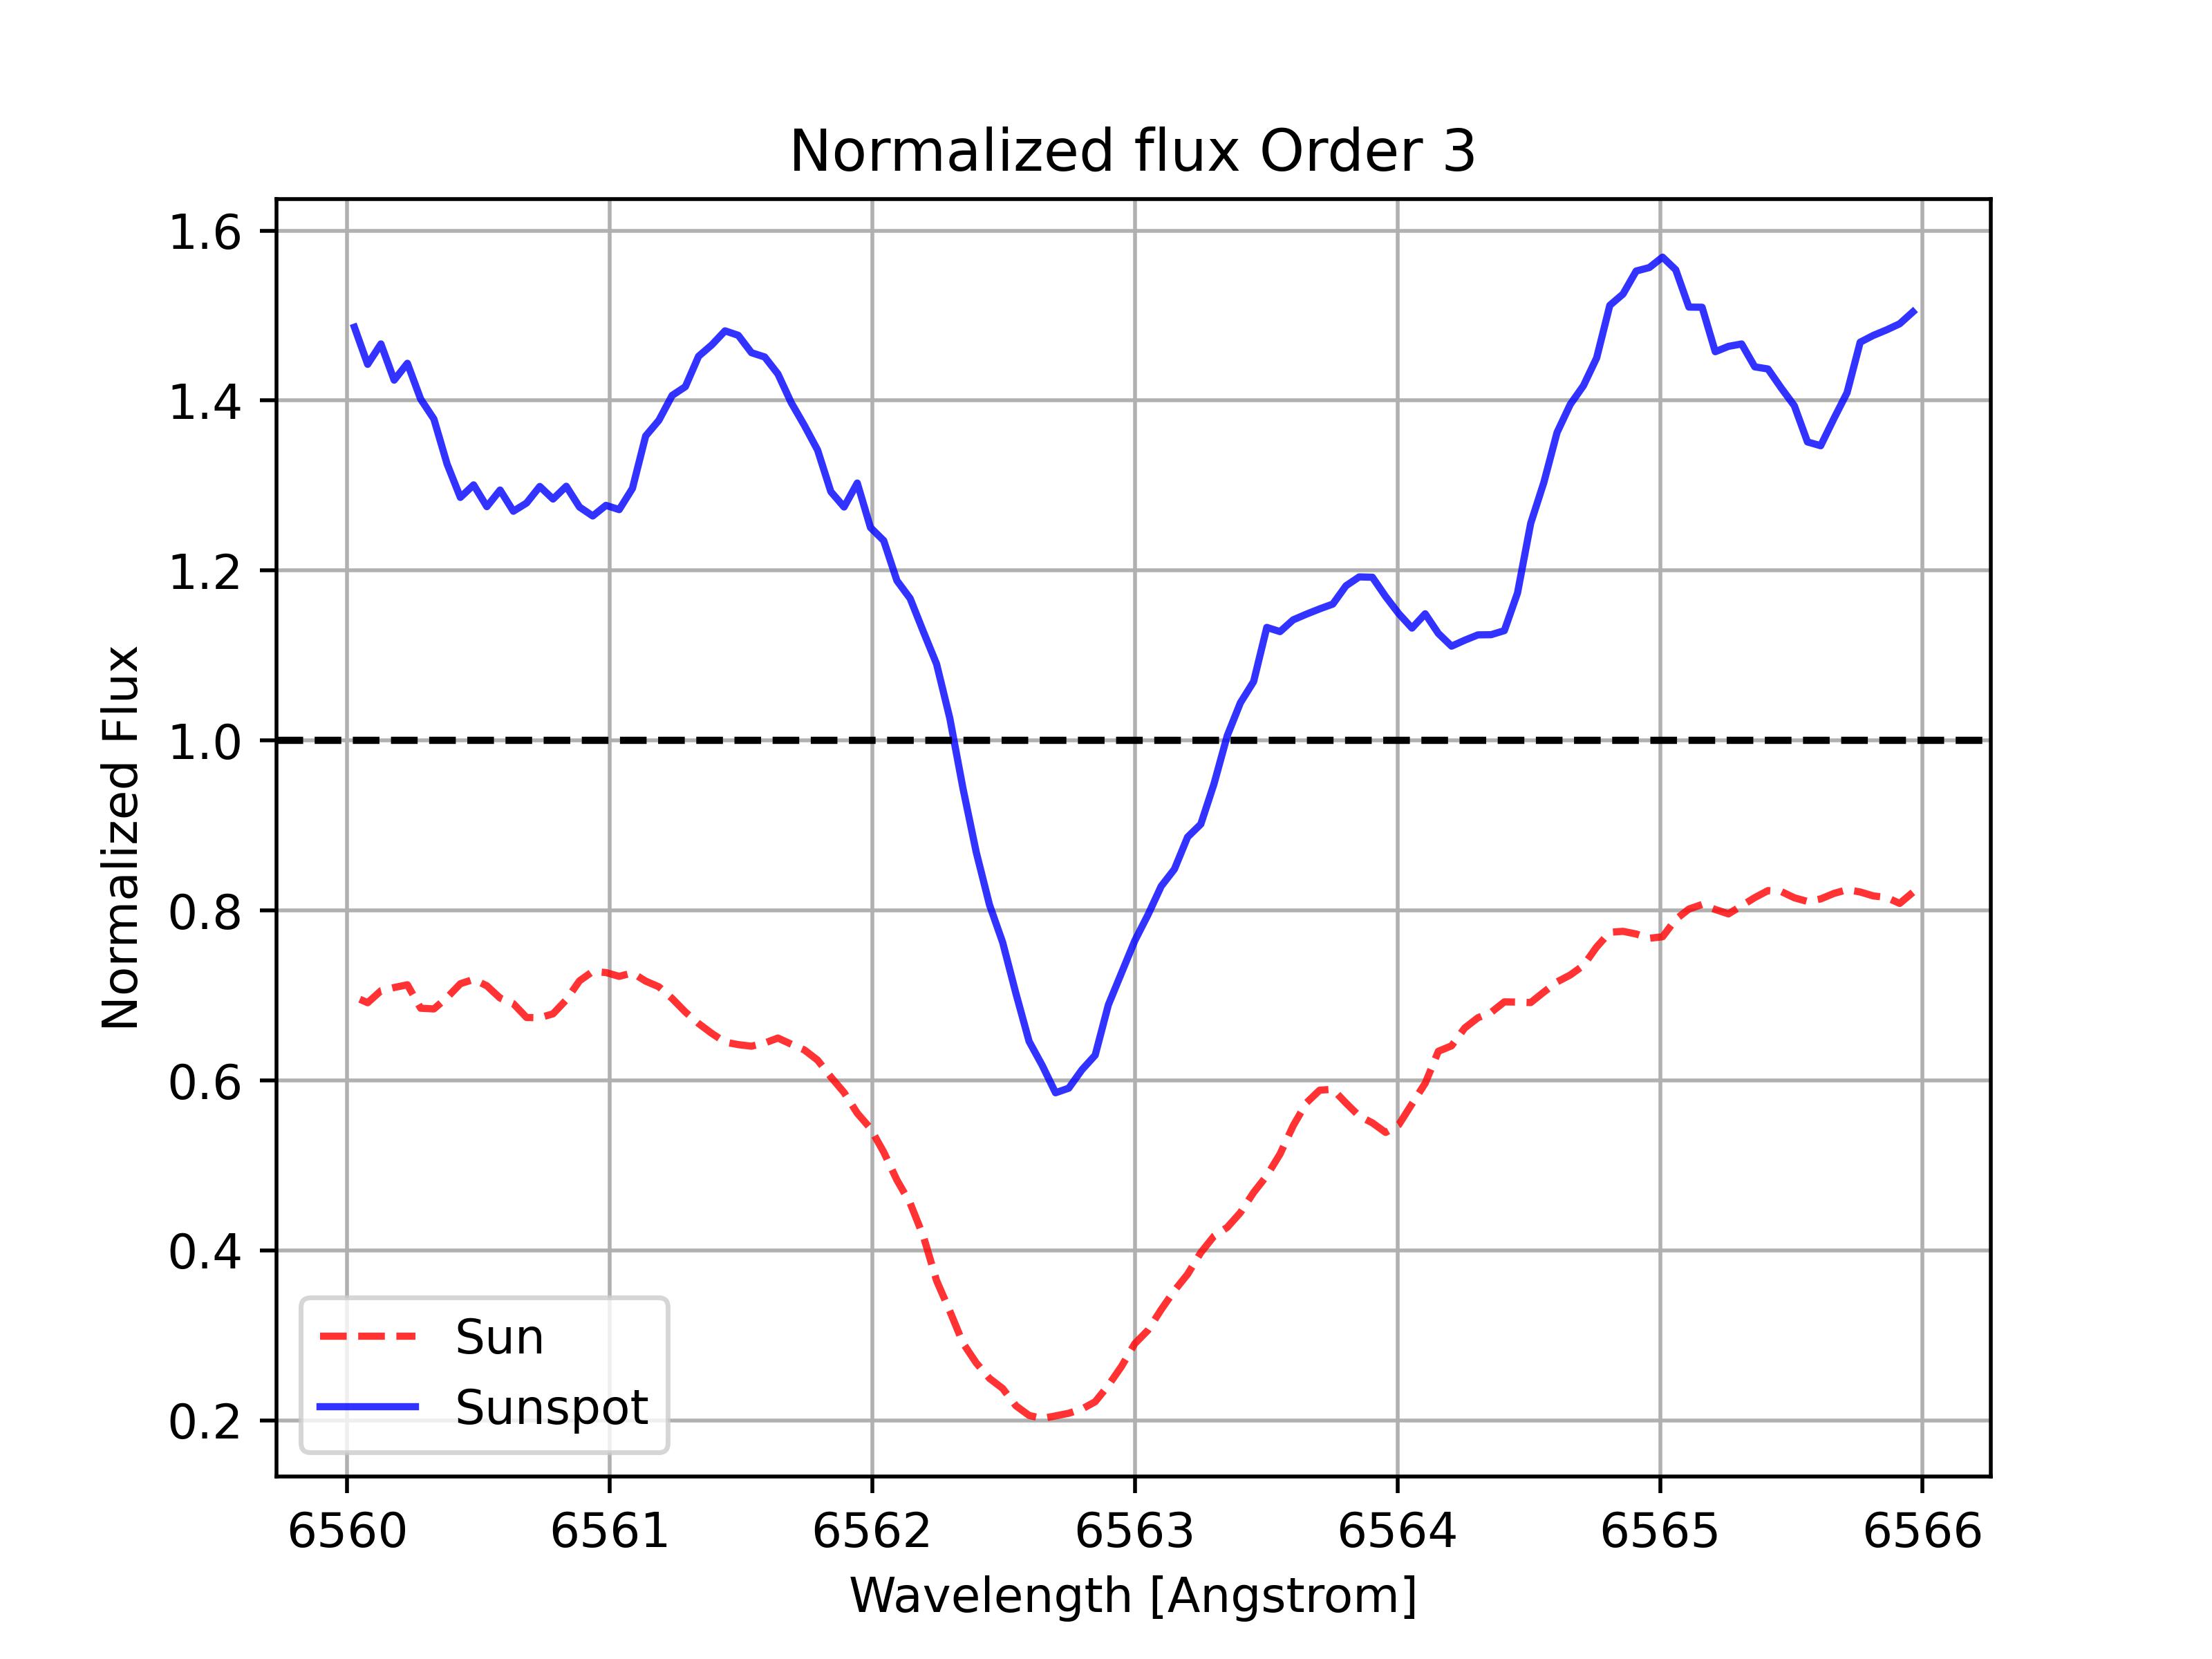 Normalized flux Order 3
Normalized Flux
1.6
1.4
1.2
1.0
0.8
0.6
0.4
0.2
Sun
Sunspot
6560 6561 6562 6563 6564 6565 6566
Wavelength [Angstrom]